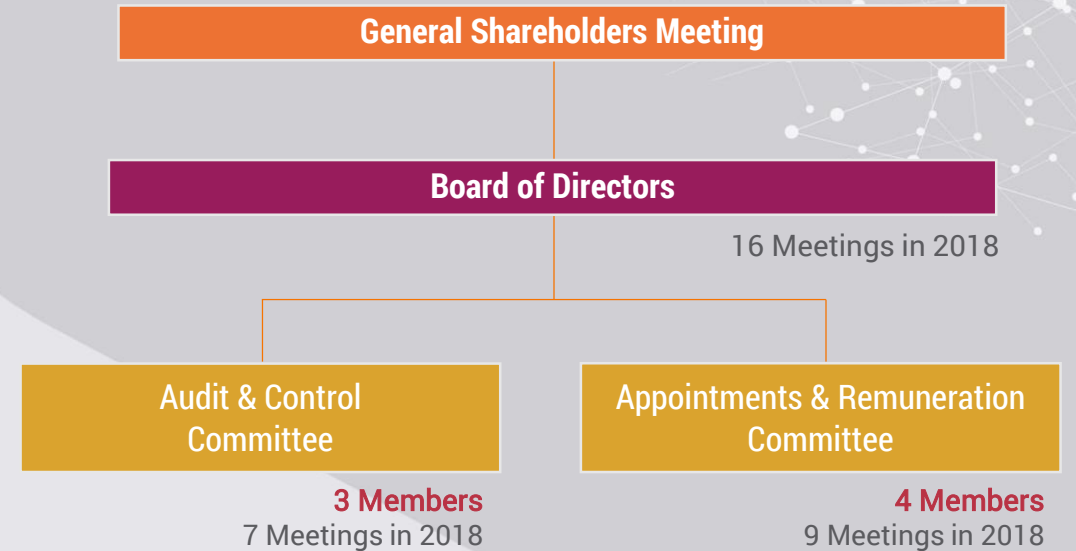 General Shareholders Meeting
Board of Directors
16 Meetings in 2018
Audit & Control
Committee
3 Members
7 Meetings in 2018
Appointments & Remuneration
Committee
4 Members
9 Meetings in 2018